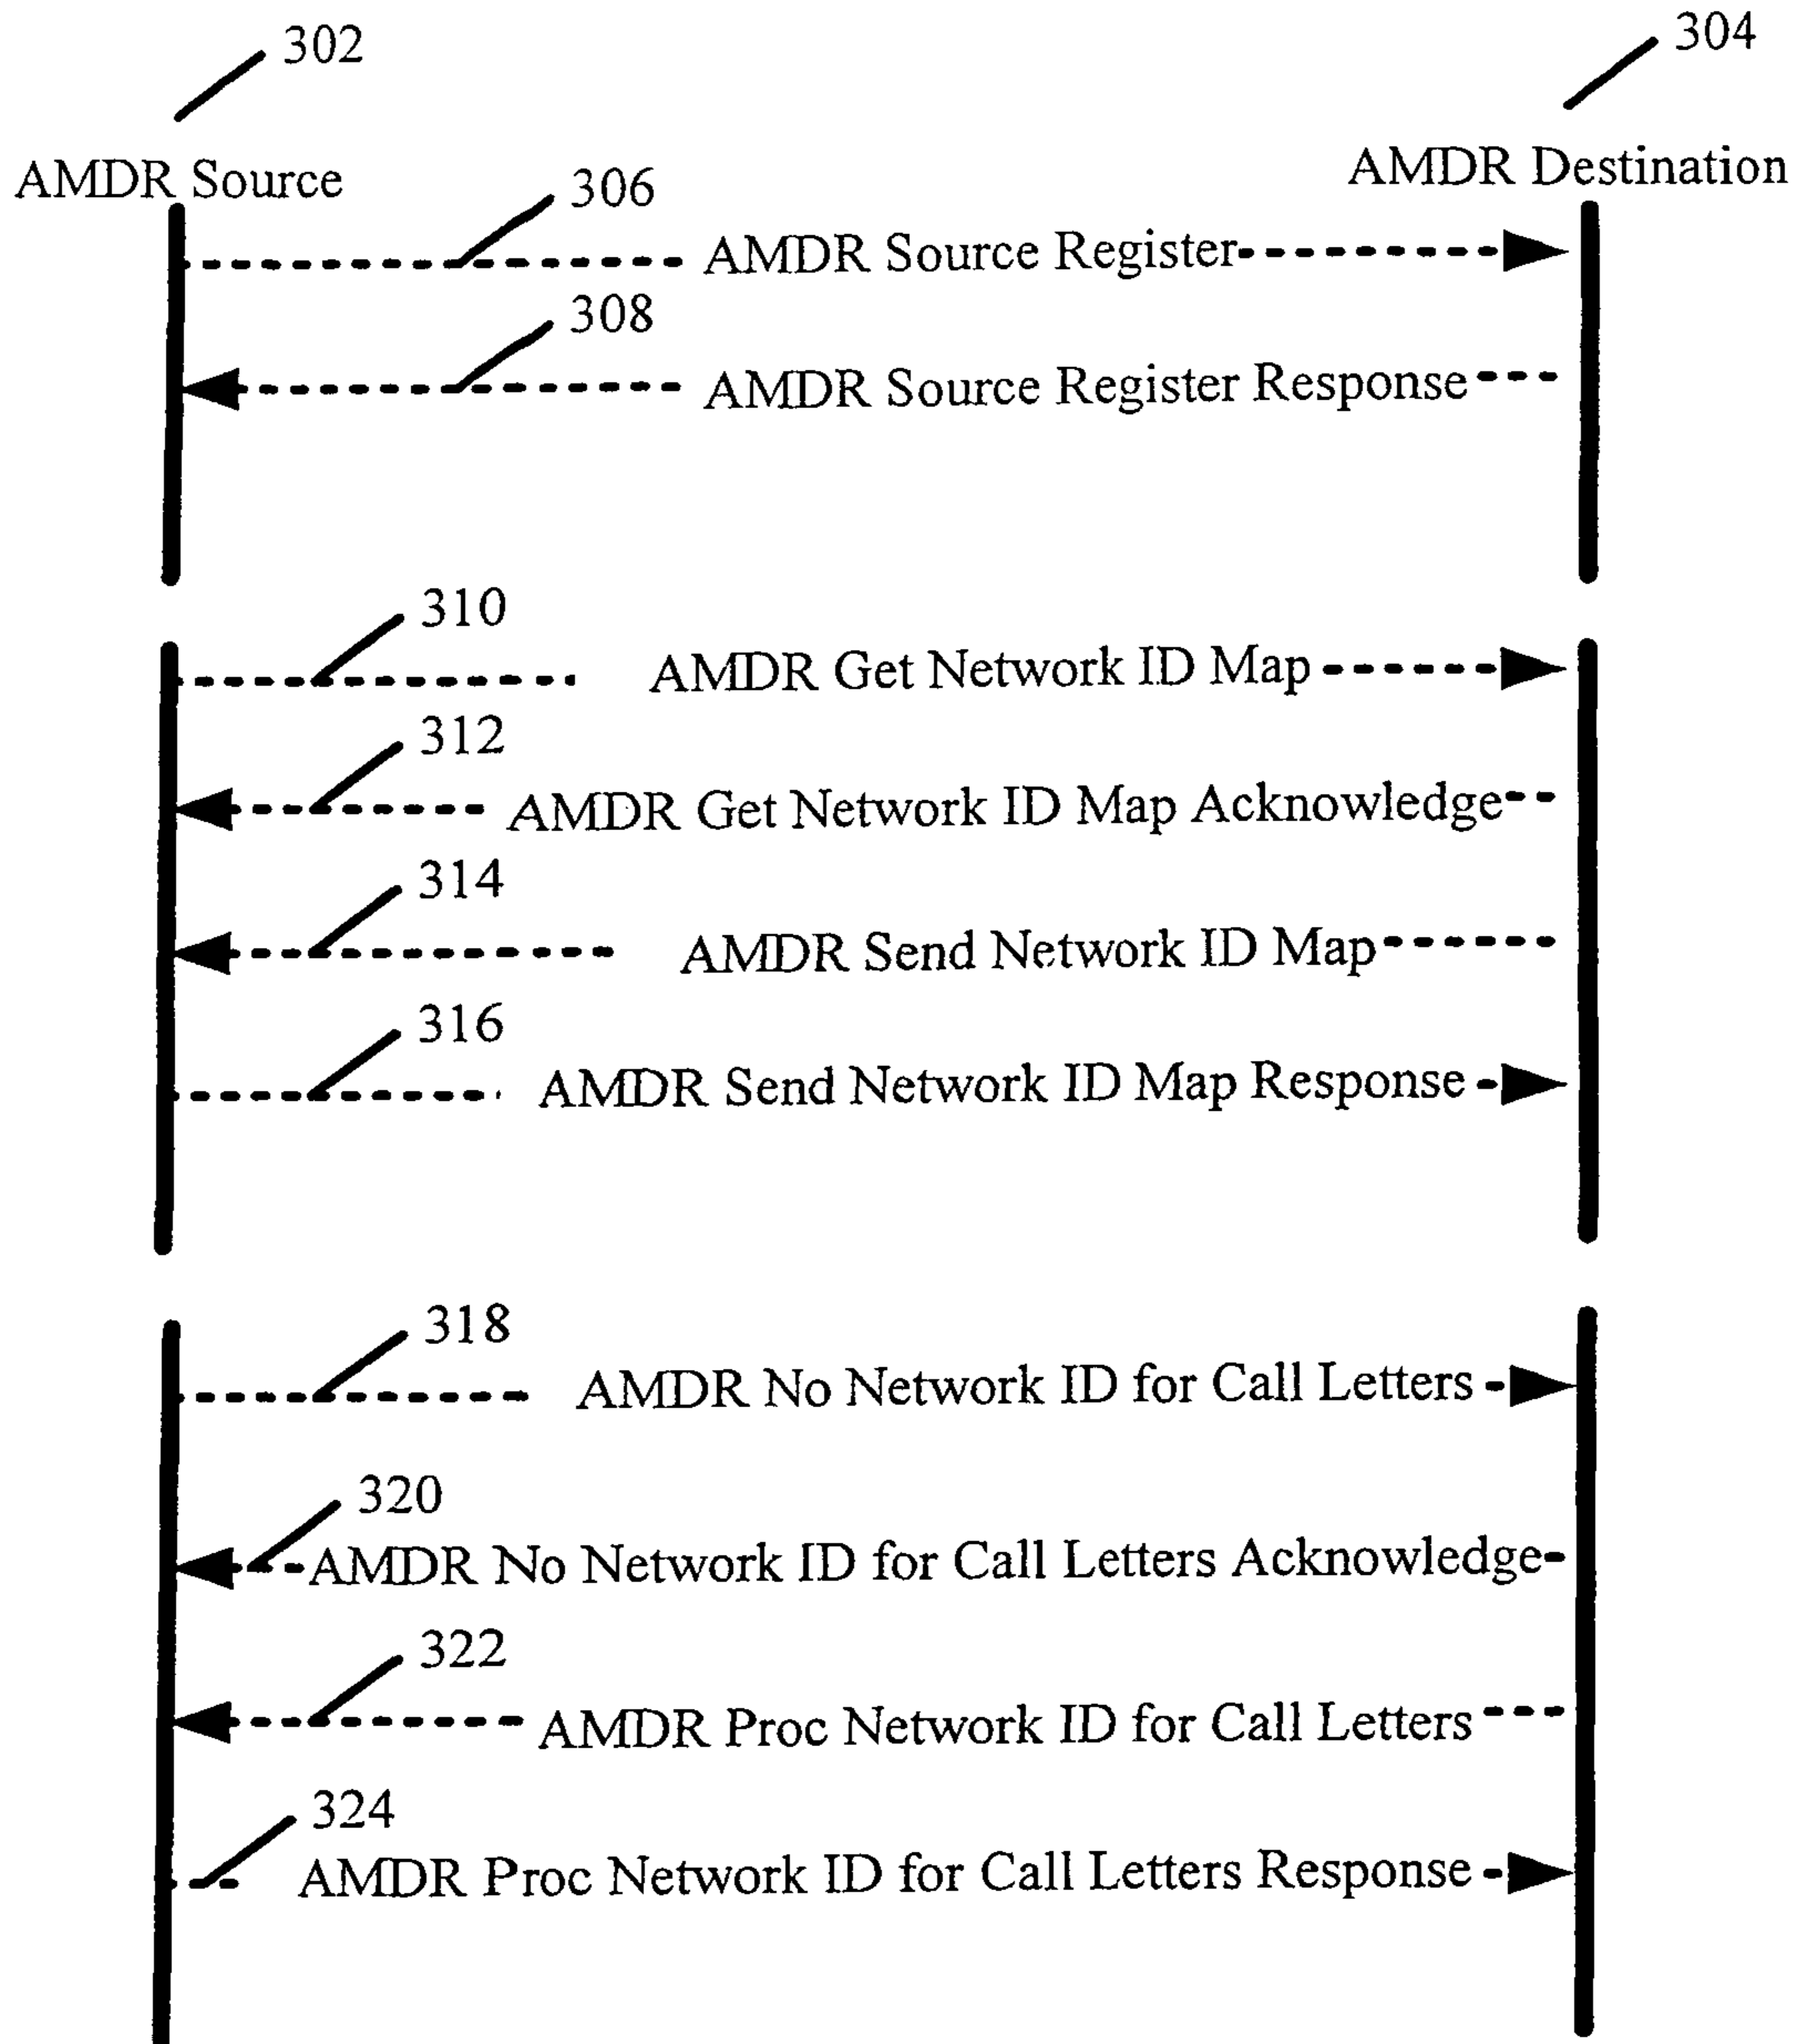 302
304
AMDR Source
AMDR Destination
306
AMDR Source Register
308
AMDR Source Register Response
310
AMDR Get Network ID Map
312
AMDR Get Network ID Map Acknowledge
314
AMDR Send Network ID Map
316
AMDR Send Network ID Map Response
318
AMDR No Network ID for Call Letters
320
AMDR No Network ID for Call Letters Acknowledge
322
AMDR Proc Network ID for Call Letters
324
AMDR Proc Network ID for Call Letters Response